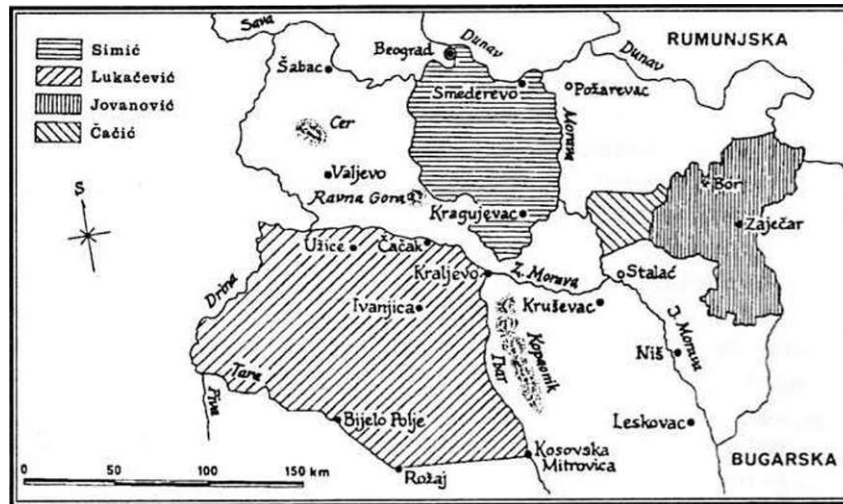 Simić
Lukačević
Jovanović
Čačić
Sava
Beograd
Dunav
Dunav
RUMUNJSKA
Šabac
Smederevo
Požarevac
Cer
Morava
Valjevo
Ravna Gora
Bor
Kragujevac
Zaječar
S
Užice
Čačak
Kraljevo
Z. Morava
Stalać
Drina
Ivanjica
Kruševac
J. Morava
Kopaonik
Ibar
Niš
Tara
Piva
Bijelo Polje
Leskovac
Kosovska
Mitrovica
Rožaj
BUGARSKA
0 50 100 150 km